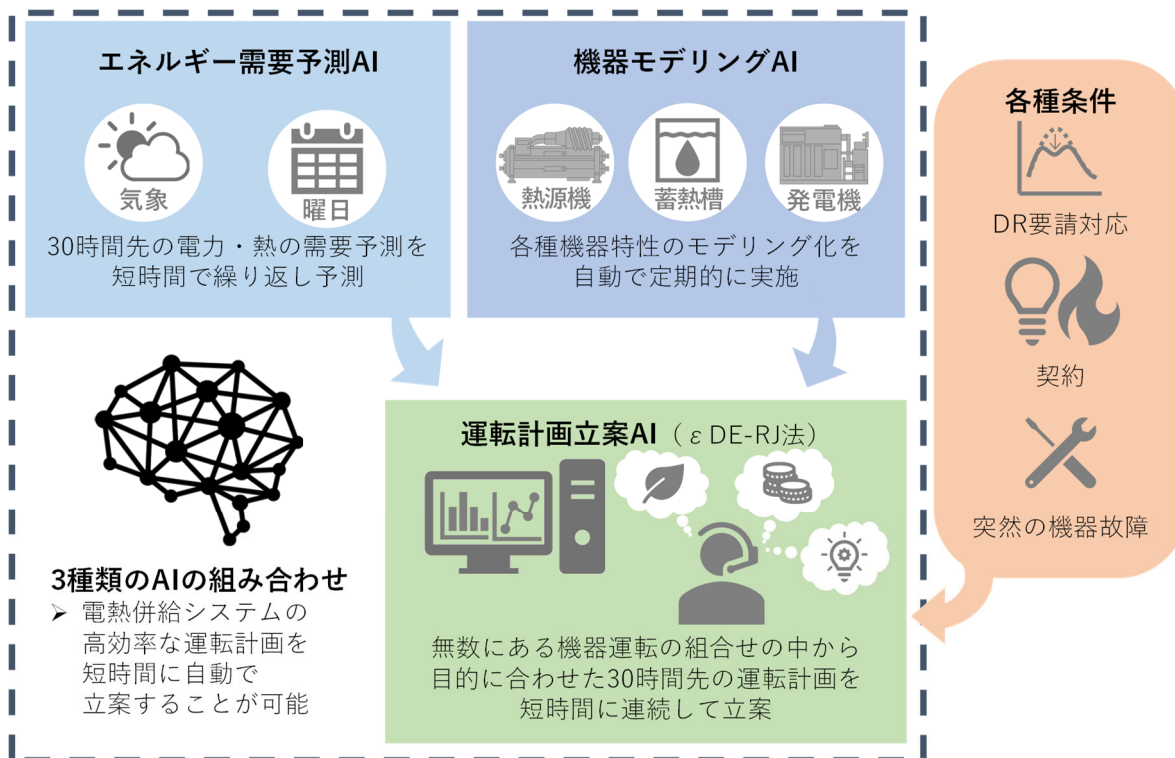 エネルギー需要予測AI
気象
曜日
30時間先の電力・熱の需要予測を
短時間で繰り返し予測
機器モデリングAI
熱源機
蓄熱槽
発電機
各種機器特性のモデリング化を
自動で定期的に実施
各種条件
DR要請対応
契約
突然の機器故障
3種類のAIの組み合わせ
➢ 電熱併給システムの
高効率な運転計画を
短時間に自動で
立案することが可能
運転計画立案AI(εDE-RJ法)
無数にある機器運転の組合せの中から
目的に合わせた30時間先の運転計画を
短時間に連続して立案